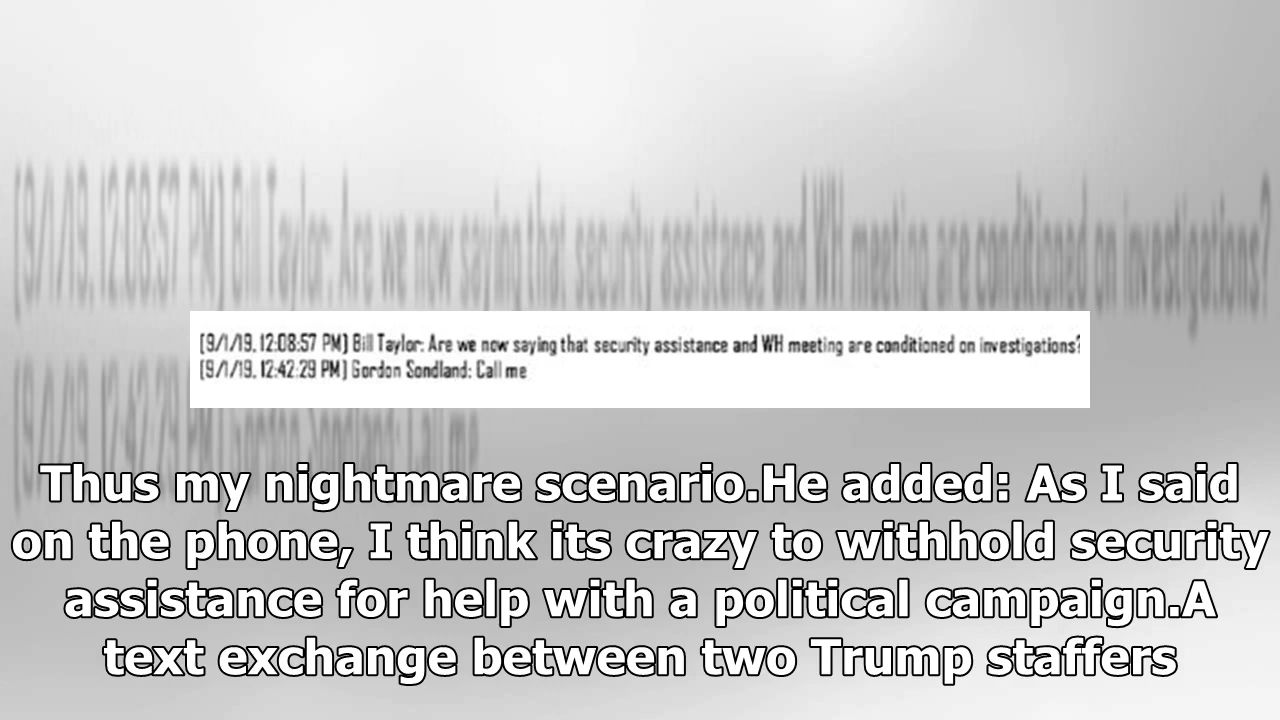 [9/1/19, 12:08:57 PM] Bill Taylor: Are we now saying that security assistance and WH meeting are conditioned on investigations?
[9/1/19, 12:42:29 PM] Gordon Sondland: Call me
Thus my nightmare scenario.He added: As I said
on the phone, I think its crazy to withhold security
assistance for help with a political campaign.A
text exchange between two Trump staffers